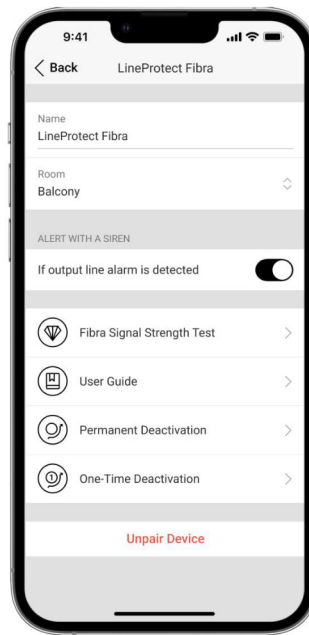 9:41
Back
LineProtect Fibra
Name
LineProtect Fibra
Room
Balcony
ALERT WITH A SIREN
If output line alarm is detected
Fibra Signal Strength Test
User Guide
Permanent Deactivation
1
One-Time Deactivation
Unpair Device